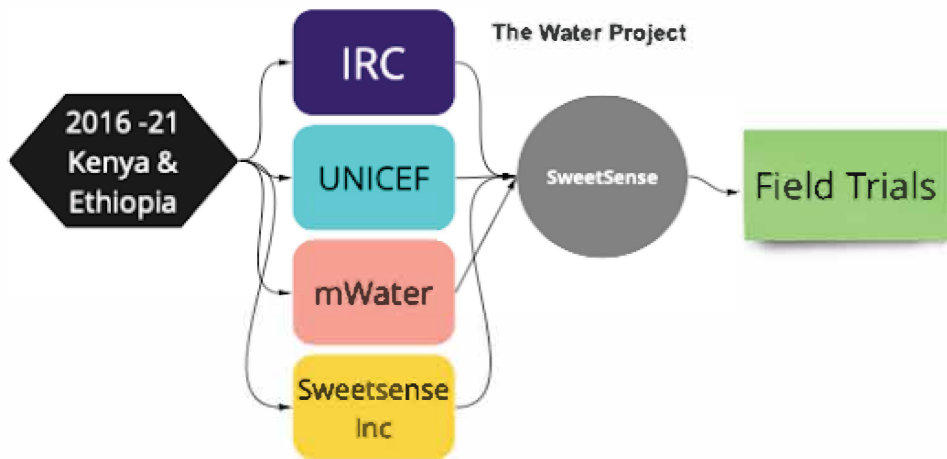 The Water Project
IRC
2016 -21
Kenya &
Ethiopia
UNICEF
SweetSense
Field Trials
mWater
Sweetsense
Inc